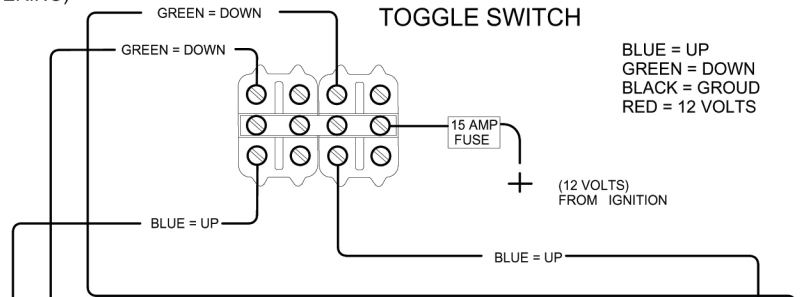 GREEN = DOWN
TOGGLE SWITCH
GREEN = DOWN
BLUE = UP
GREEN = DOWN
BLACK = GROUD
RED = 12 VOLTS
15 AMP
FUSE
(12 VOLTS)
FROM IGNITION
BLUE = UP
BLUE = UP